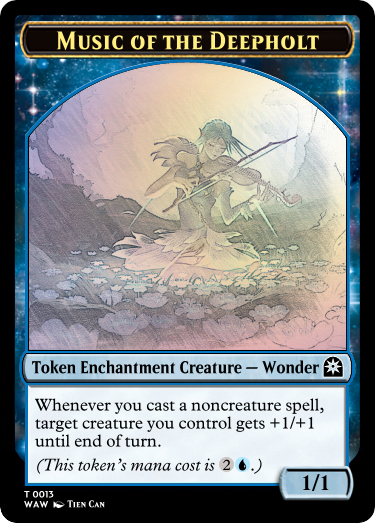 Music of the Deepholt
Token Enchantment Creature — Wonder
Whenever you cast a noncreature spell,
target creature you control gets +1/+1
until end of turn.
(This token's mana cost is 2.)
1/1
T 0013
WAW Tien Can